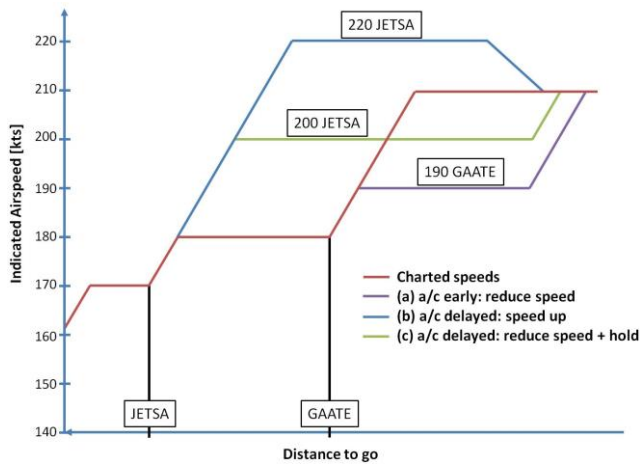 220 JETSA
200 JETSA
190 GAATE
Indicated Airspeed [kts]
220
210
200
190
180
170
160
150
140
Charted speeds
(a) a/c early: reduce speed
(b) a/c delayed: speed up
(c) a/c delayed: reduce speed + hold
JETSA
GAATE
Distance to go